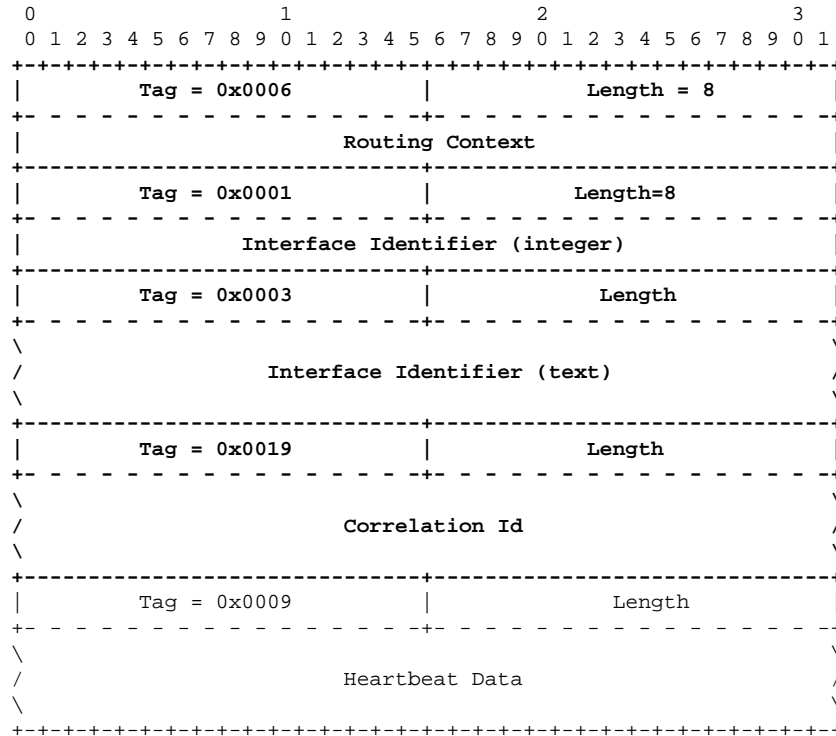 0 1 2 3
0 1 2 3 4 5 6 7 8 9 0 1 2 3 4 5 6 7 8 9 0 1 2 3 4 5 6 7 8 9 0 1
+-+-+-+-+-+-+-+-+-+-+-+-+-+-+-+-+-+-+-+-+-+-+-+-+-+-+-+-+-+-+-+-+
| Tag = 0x0006 | Length = 8 |
+- - - - - - - - - - - - - - - -+- - - - - - - - - - - - - - - -+
| Routing Context |
+-------------------------------+-------------------------------+
| Tag = 0x0001 | Length=8 |
+- - - - - - - - - - - - - - - -+- - - - - - - - - - - - - - - -+
| Interface Identifier (integer) |
+-------------------------------+-------------------------------+
| Tag = 0x0003 | Length |
+- - - - - - - - - - - - - - - -+- - - - - - - - - - - - - - - -+
\ \
/ Interface Identifier (text) /
\ \
+-------------------------------+-------------------------------+
| Tag = 0x0019 | Length |
+- - - - - - - - - - - - - - - -+- - - - - - - - - - - - - - - -+
\ \
/ Correlation Id /
\ \
+-------------------------------+-------------------------------+
| Tag = 0x0009 | Length |
+- - - - - - - - - - - - - - - -+- - - - - - - - - - - - - - - -+
\ \
/ Heartbeat Data /
\ \
+-+-+-+-+-+-+-+-+-+-+-+-+-+-+-+-+-+-+-+-+-+-+-+-+-+-+-+-+-+-+-+-+